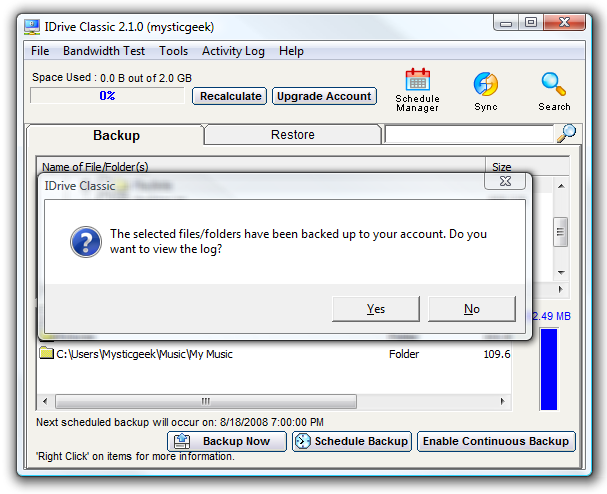 IDrive Classic 2.1.0 (mysticgeek)
File Bandwidth Test Tools Activity Log Help
Space Used : 0.0 B out of 2.0 GB
0%
Recalculate Upgrade Account
Schedule Manager
Sync
Search
Backup Restore
Name of File/Folder(s) Size
IDrive Classic
The selected files/folders have been backed up to your account. Do you
want to view the log?
Yes No
2.49 MB
C:\Users\Mysticgeek\Music\My Music Folder 109.6
Next scheduled backup will occur on: 8/18/2008 7:00:00 PM
Backup Now Schedule Backup Enable Continuous Backup
'Right Click' on items for more information.